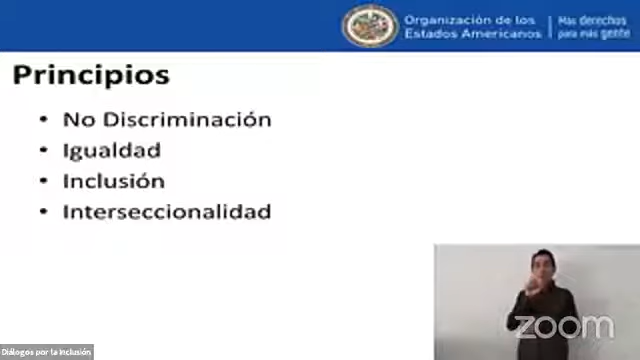 Organización de los
Estados Americanos
Más derechos
para más gente
Principios
• No Discriminación
• Igualdad
• Inclusión
• Interseccionalidad
zoom
Diálogos por la Inclusión